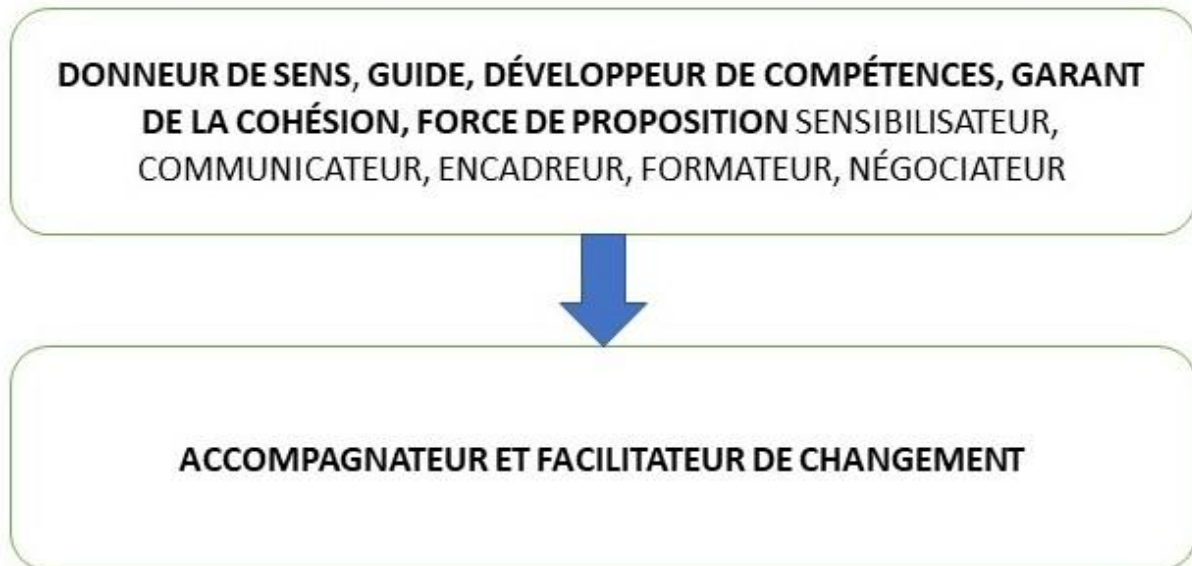 DONNEUR DE SENS, GUIDE, DÉVELOPPEUR DE COMPÉTENCES, GARANT
DE LA COHÉSION, FORCE DE PROPOSITION SENSIBILISATEUR,
COMMUNICATEUR, ENCADREUR, FORMATEUR, NÉGOCIATEUR
ACCOMPAGNATEUR ET FACILITATEUR DE CHANGEMENT